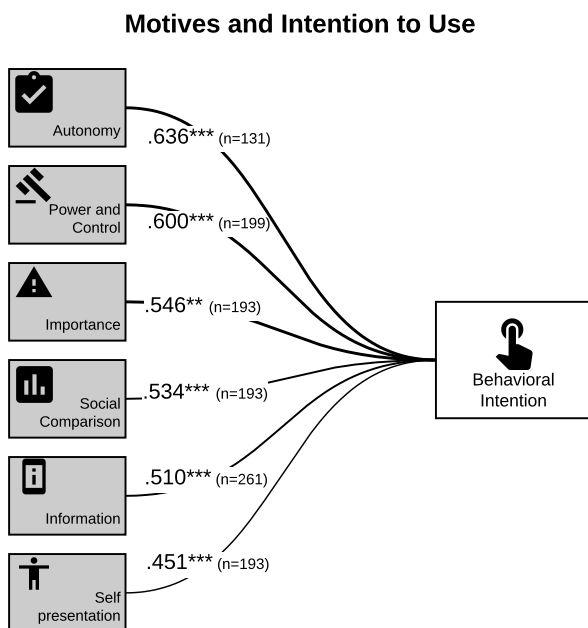 Motives and Intention to Use
Autonomy
.636*** (n=131)
Power and
Control
.600*** (n=199)
Importance
.546** (n=193)
Social
Comparison
.534*** (n=193)
Information
.510*** (n=261)
Self
presentation
.451*** (n=193)
Behavioral
Intention